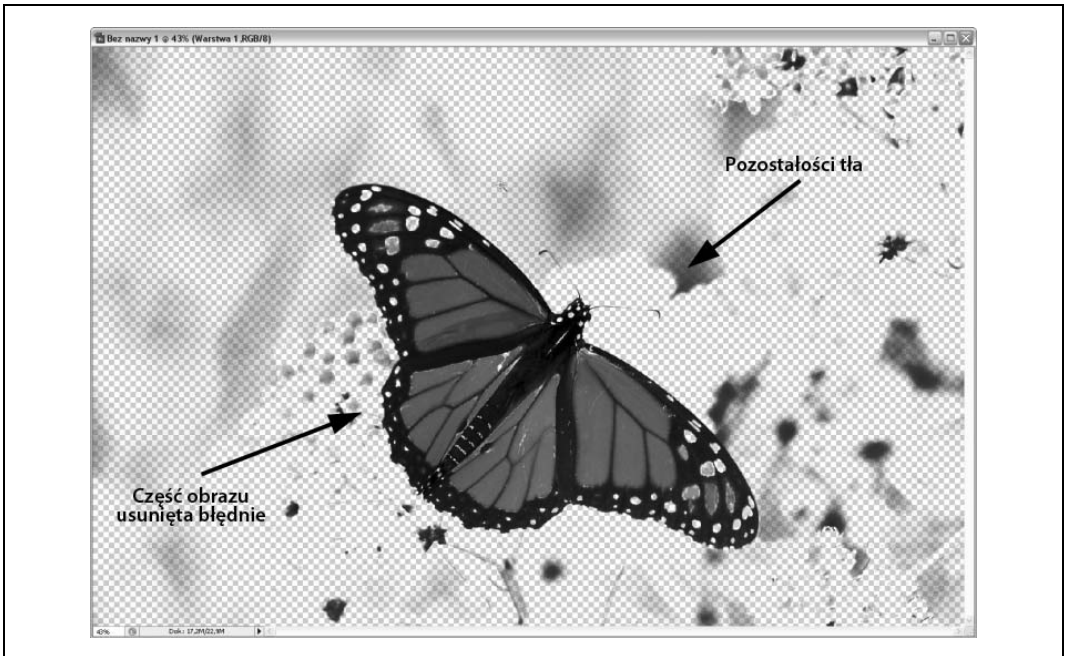 Bez nazwy 1 @ 43% (Warstwa 1 ,RGB/8)
Pozostałości tła
Część obrazu
usunięta błędnie
43%
Dok.: 17,2M/22,9M